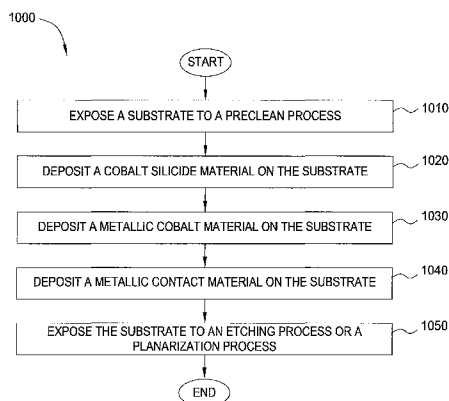 1000
START
EXPOSE A SUBSTRATE TO A PRECLEAN PROCESS
1010
DEPOSIT A COBALT SILICIDE MATERIAL ON THE SUBSTRATE
1020
DEPOSIT A METALLIC COBALT MATERIAL ON THE SUBSTRATE
1030
DEPOSIT A METALLIC CONTACT MATERIAL ON THE SUBSTRATE
1040
EXPOSE THE SUBSTRATE TO AN ETCHING PROCESS OR A
PLANARIZATION PROCESS
1050
END